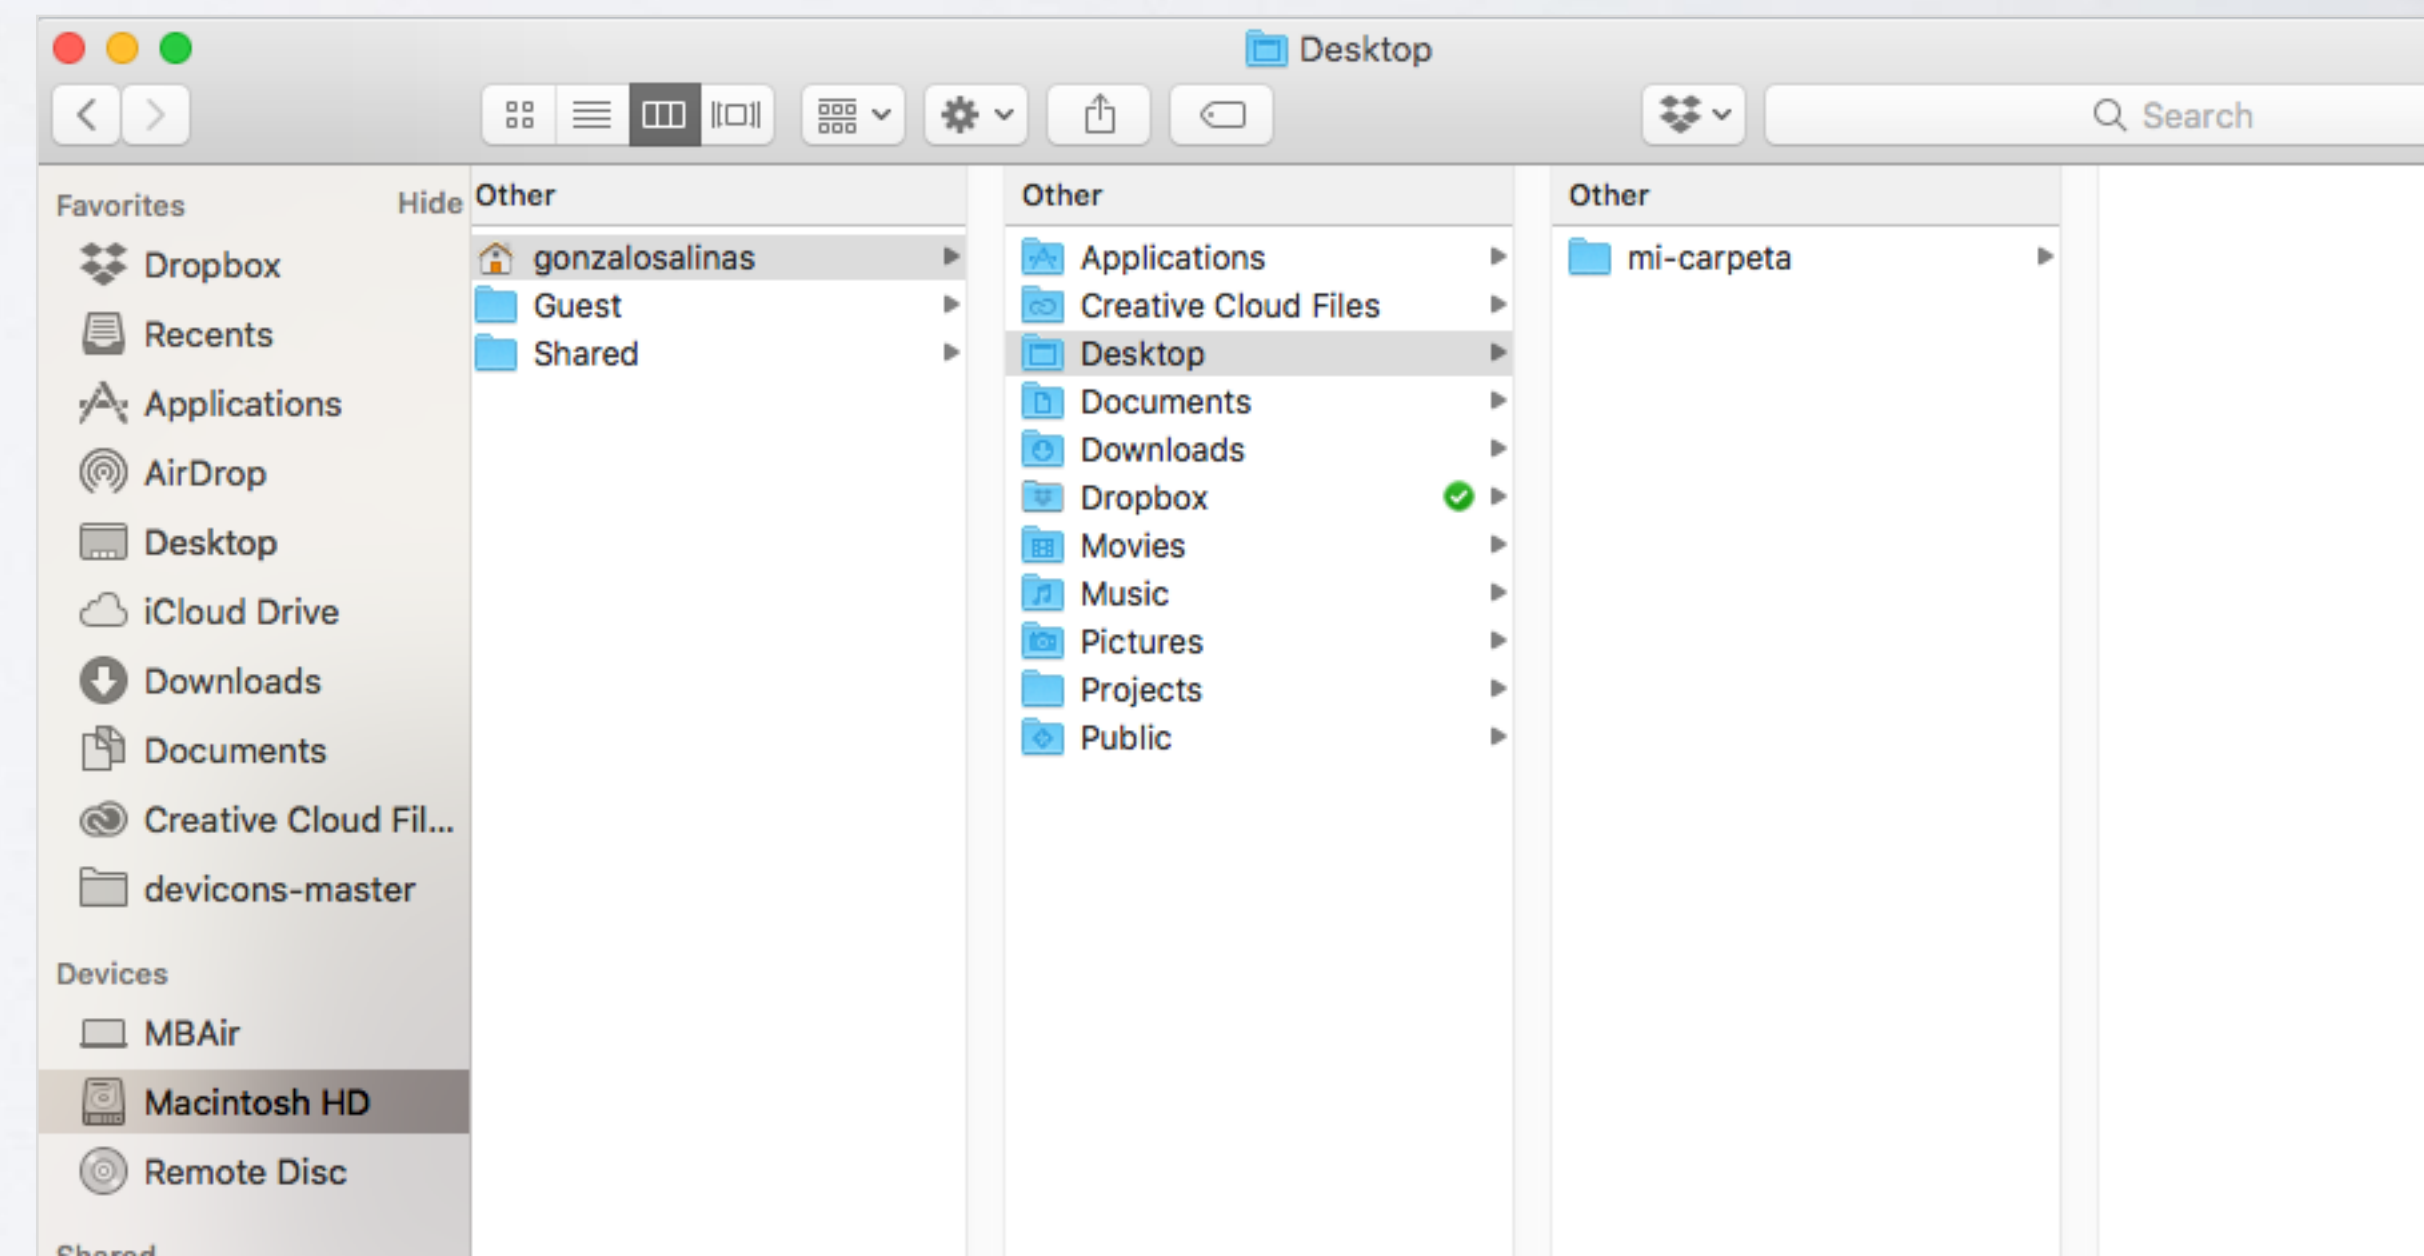 Desktop
Search
Favorites
Hide
Dropbox
Recents
Applications
AirDrop
Desktop
iCloud Drive
Downloads
Documents
Creative Cloud Fil...
devicons-master
Devices
MBAir
Macintosh HD
Remote Disc
Shared
Other
gonzalosalinas
Guest
Shared
Other
Applications
Creative Cloud Files
Desktop
Documents
Downloads
Dropbox
Movies
Music
Pictures
Projects
Public
Other
mi-carpeta